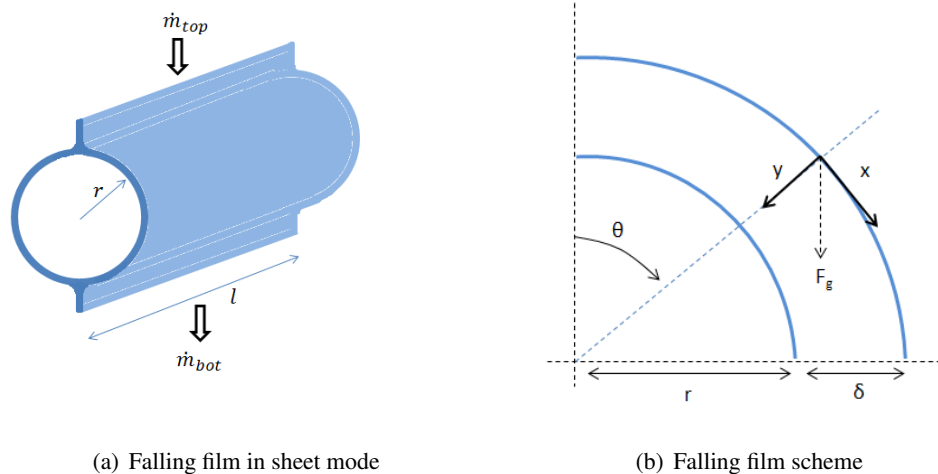 ṁ_top
r
l
ṁ_bot
(a) Falling film in sheet mode
y
x
θ
F_g
r
δ
(b) Falling film scheme